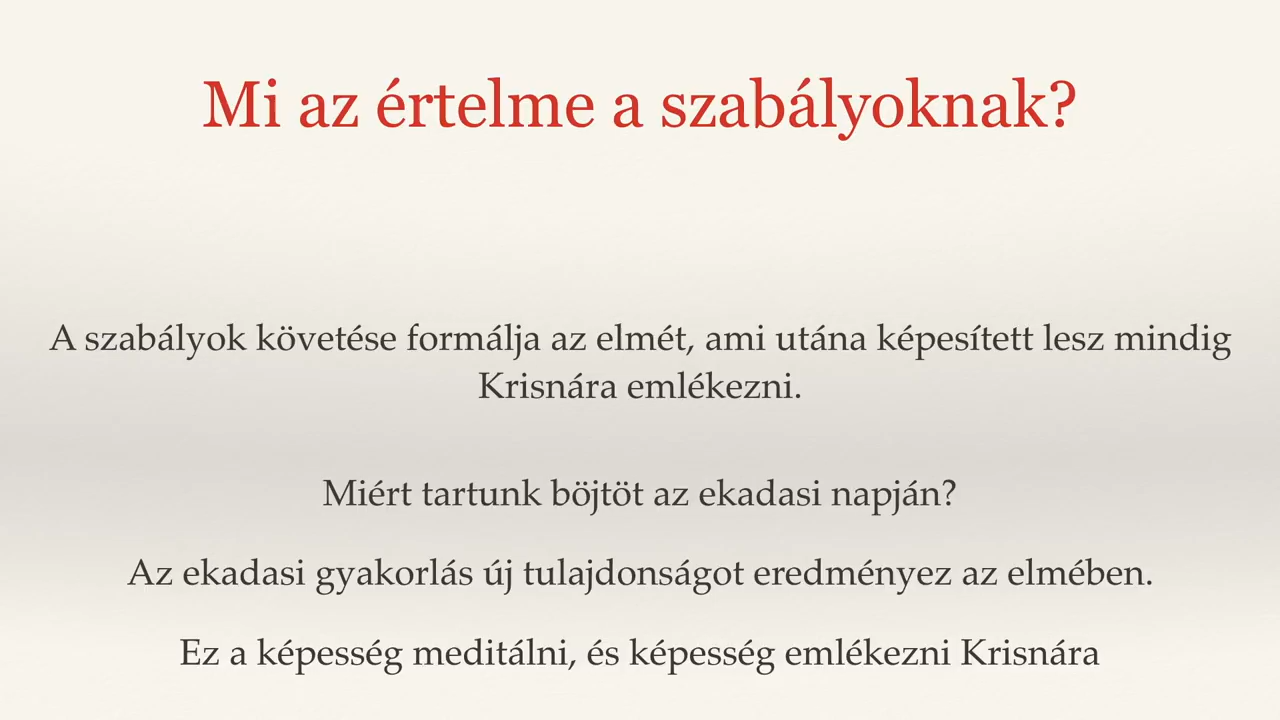 Mi az értelme a szabályoknak?
A szabályok követése formálja az elmét, ami utána képesített lesz mindig
Krisnára emlékezni.
Miért tartunk böjtöt az ekadasi napján?
Az ekadasi gyakorlás új tulajdonságot eredményez az elmében.
Ez a képesség meditálni, és képesség emlékezni Krisnára